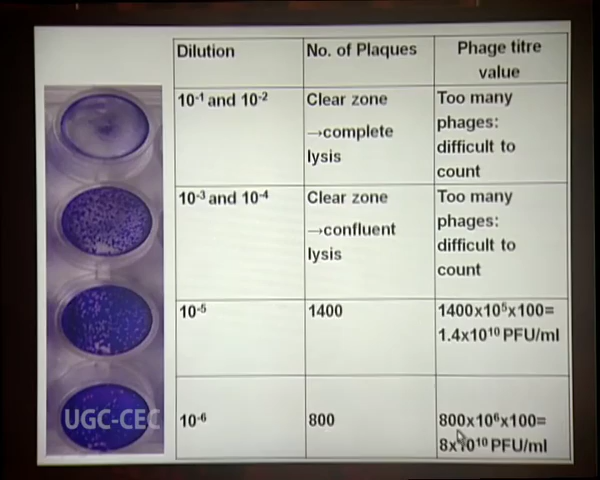 Dilution
No. of Plaques
Phage titre
value
10⁻¹ and 10⁻²
Clear zone
→complete
lysis
Too many
phages:
difficult to
count
10⁻³ and 10⁻⁴
Clear zone
→confluent
lysis
Too many
phages:
difficult to
count
10⁻⁵
1400
1400x10⁵x100=
1.4x10¹⁰ PFU/ml
10⁻⁶
800
800x10⁶x100=
8x10¹⁰ PFU/ml
UGC-CEC